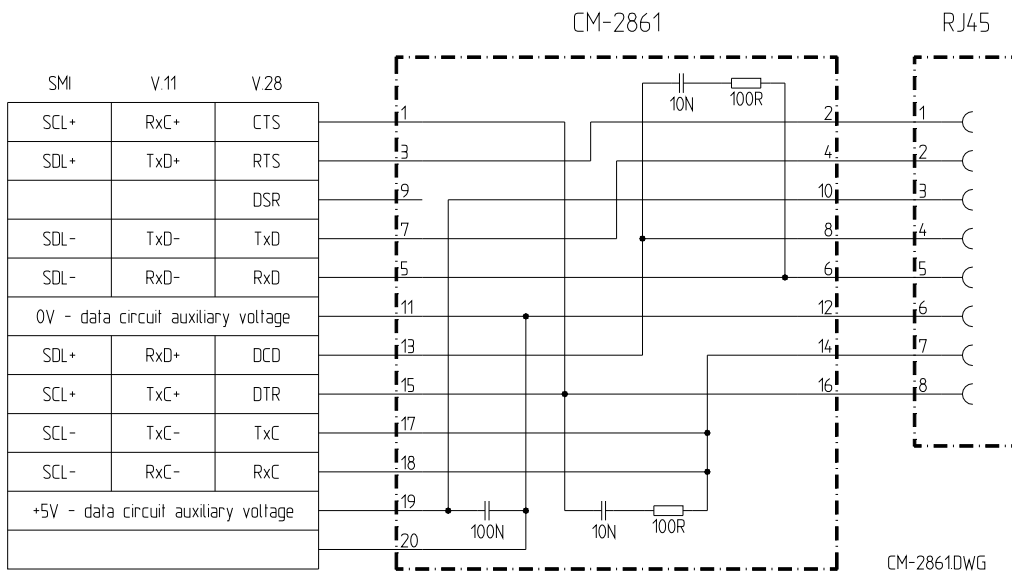 CM-2861 RJ45
SMI V.11 V.28
10N 100R
SCL+ RxC+ CTS 1 2 1
SDL+ TxD+ RTS 3 4 2
DSR 9 10 3
SDL- TxD- TxD 7 8 4
SDL- RxD- RxD 5 6 5
0V - data circuit auxiliary voltage 11 12 6
SDL+ RxD+ DCD 13 14 7
SCL+ TxC+ DTR 15 16 8
SCL- TxC- TxC 17
SCL- RxC- RxC 18
+5V - data circuit auxiliary voltage 19
100N 10N 100R
20
CM-2861.DWG